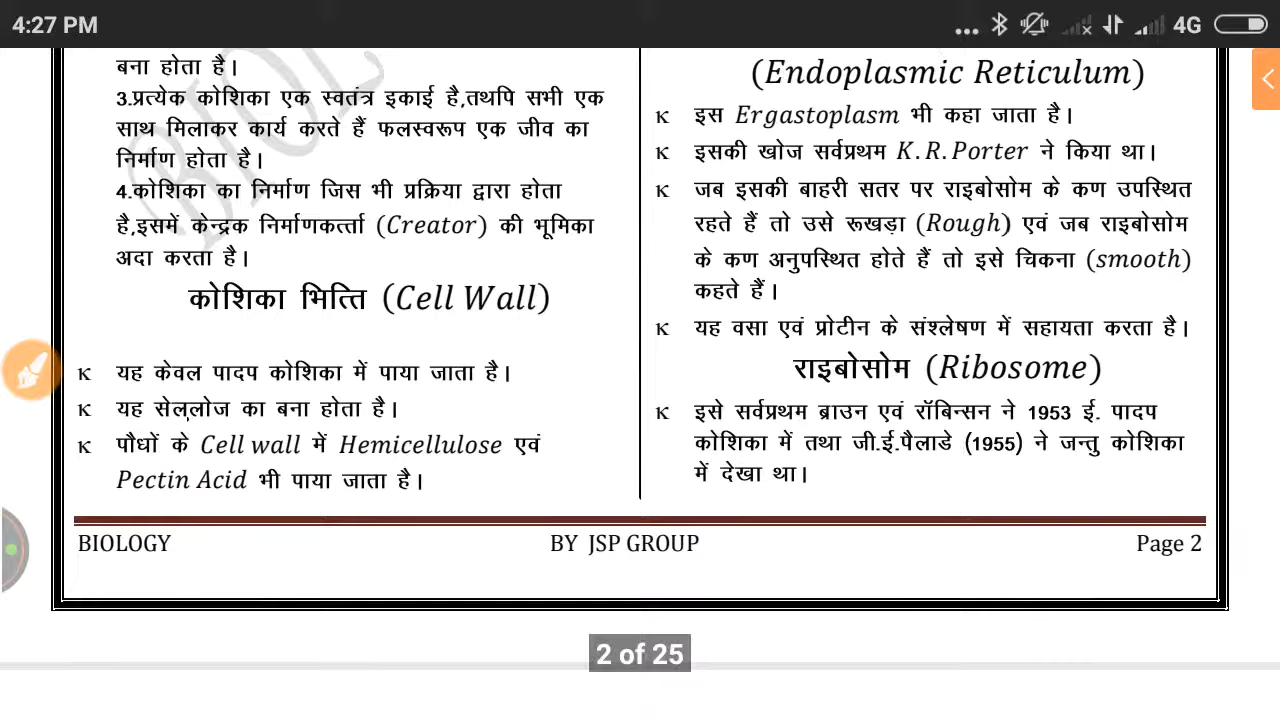 4:27 PM
4G
बना होता है।
3.प्रत्येक कोशिका एक स्वतंत्र इकाई है,तथपि सभी एक
साथ मिलाकर कार्य करते हैं फलस्वरूप एक जीव का
निर्माण होता है।
4.कोशिका का निर्माण जिस भी प्रक्रिया द्वारा होता
है,इसमें केन्द्रक निर्माणकर्त्ता (Creator) की भूमिका
अदा करता है।
कोशिका भित्ति (Cell Wall)
κ यह केवल पादप कोशिका में पाया जाता है।
κ यह सेललोज का बना होता है।
κ पौधों के Cell wall में Hemicellulose एवं
Pectin Acid भी पाया जाता है।
(Endoplasmic Reticulum)
κ इस Ergastoplasm भी कहा जाता है।
κ इसकी खोज सर्वप्रथम K.R.Porter ने किया था।
κ जब इसकी बाहरी सतर पर राइबोसोम के कण उपस्थित
रहते हैं तो उसे रूखड़ा (Rough) एवं जब राइबोसोम
के कण अनुपस्थित होते हैं तो इसे चिकना (smooth)
कहते हैं।
κ यह वसा एवं प्रोटीन के संश्लेषण में सहायता करता है।
राइबोसोम (Ribosome)
κ इसे सर्वप्रथम ब्राउन एवं रॉबिन्सन ने 1953 ई. पादप
कोशिका में तथा जी.ई.पैलाडे (1955) ने जन्तु कोशिका
में देखा था।
BIOLOGY BY JSP GROUP Page 2
2 of 25